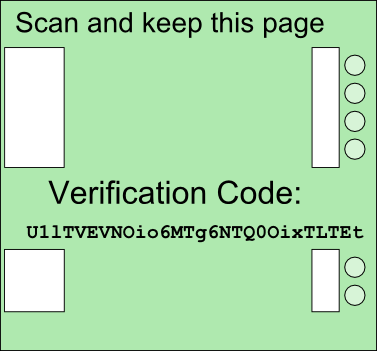 Scan and keep this page
Verification Code:
U1lTVEVNOio6MTg6NTQ0OixTLTEt